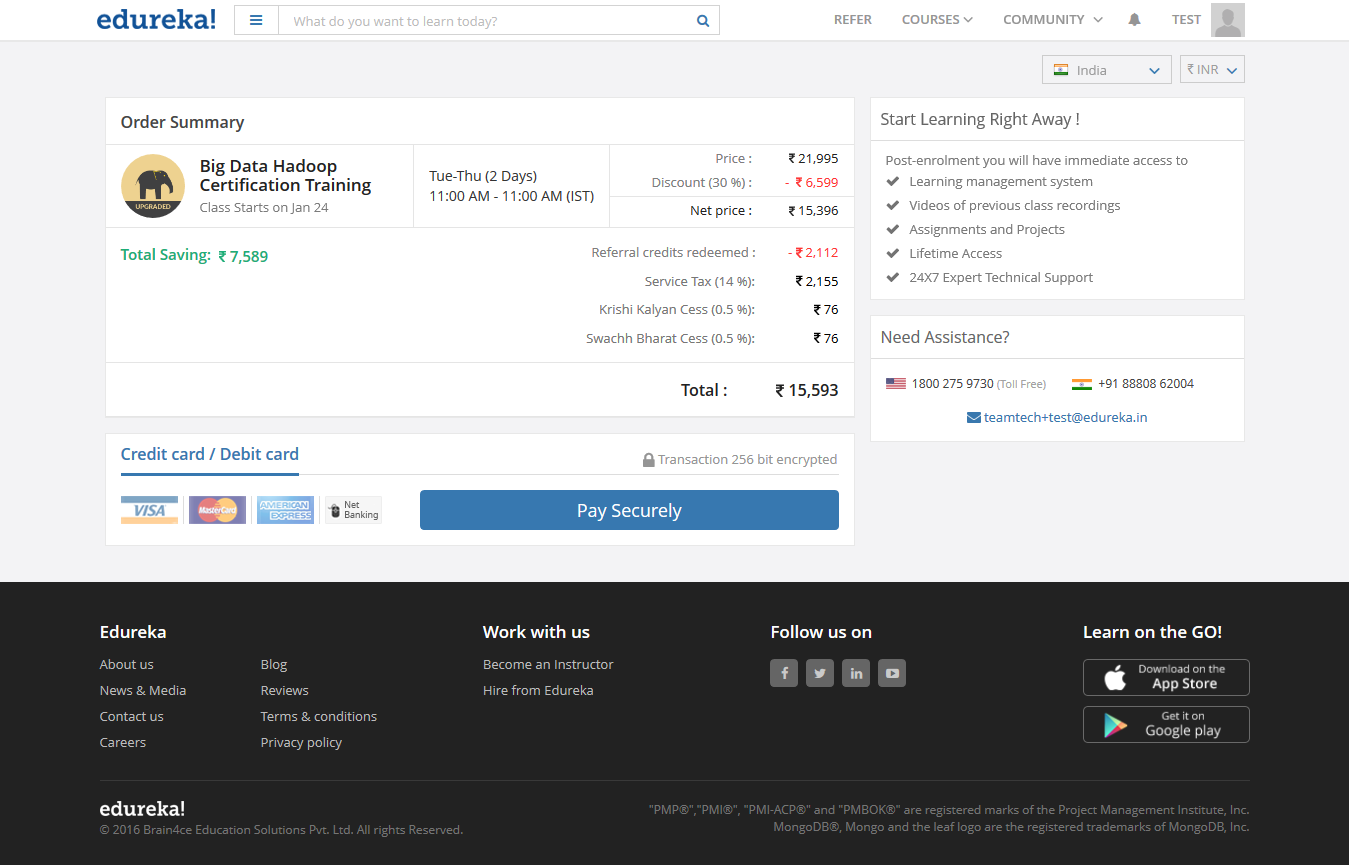 edureka!
What do you want to learn today?
REFER
COURSES
COMMUNITY
TEST
India
₹ INR
Order Summary
UPGRADED
Big Data Hadoop
Certification Training
Class Starts on Jan 24
Tue-Thu (2 Days)
11:00 AM - 11:00 AM (IST)
Price : ₹ 21,995
Discount (30 %) : - ₹ 6,599
Net price : ₹ 15,396
Total Saving: ₹ 7,589
Referral credits redeemed : - ₹ 2,112
Service Tax (14 %): ₹ 2,155
Krishi Kalyan Cess (0.5 %): ₹ 76
Swachh Bharat Cess (0.5 %): ₹ 76
Total : ₹ 15,593
Credit card / Debit card
Transaction 256 bit encrypted
VISA
MasterCard
AMERICAN
EXPRESS
Net
Banking
Pay Securely
Start Learning Right Away !
Post-enrolment you will have immediate access to
Learning management system
Videos of previous class recordings
Assignments and Projects
Lifetime Access
24X7 Expert Technical Support
Need Assistance?
1800 275 9730 (Toll Free)
+91 88808 62004
teamtech+test@edureka.in
Edureka
About us
News & Media
Contact us
Careers
Blog
Reviews
Terms & conditions
Privacy policy
Work with us
Become an Instructor
Hire from Edureka
Follow us on
Learn on the GO!
Download on the
App Store
Get it on
Google play
edureka!
© 2016 Brain4ce Education Solutions Pvt. Ltd. All rights Reserved.
"PMP®","PMI®", "PMI-ACP®" and "PMBOK®" are registered marks of the Project Management Institute, Inc.
MongoDB®, Mongo and the leaf logo are the registered trademarks of MongoDB, Inc.